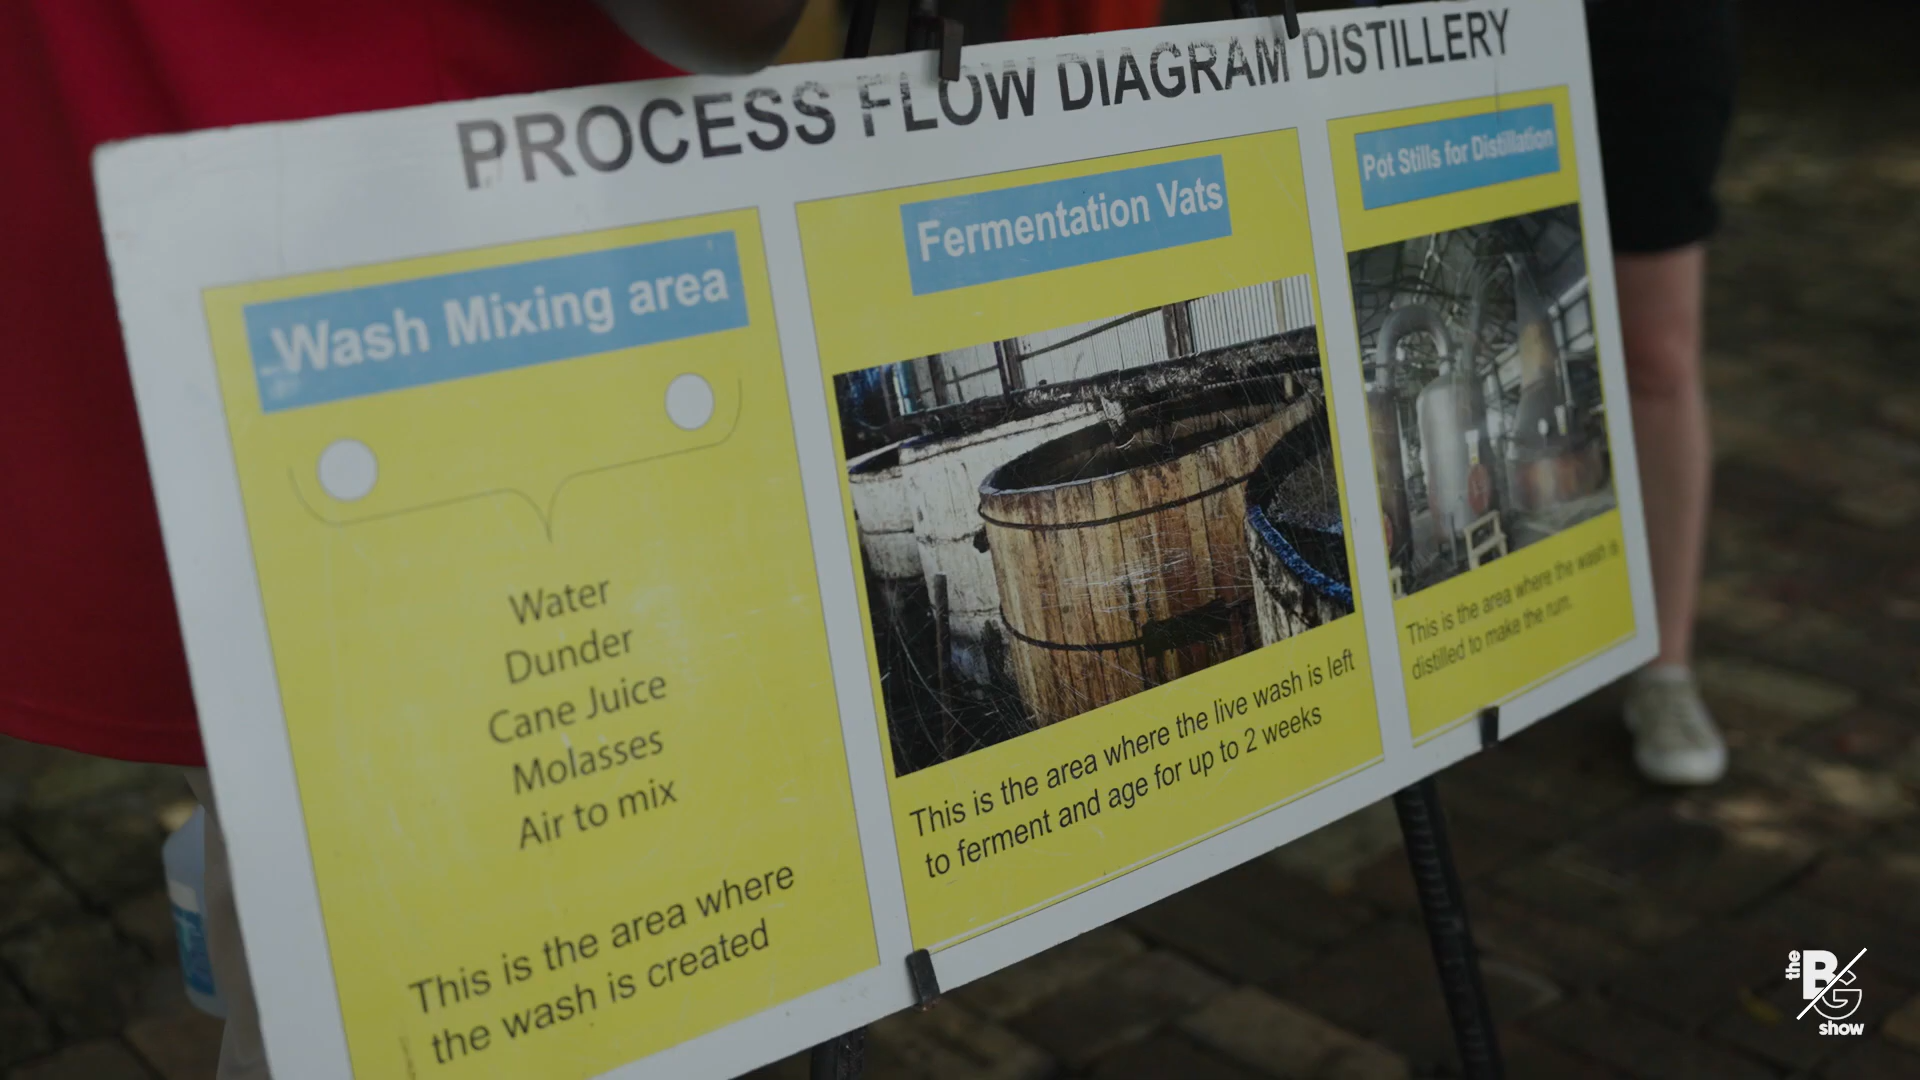 PROCESS FLOW DIAGRAM DISTILLERY
Wash Mixing area
Water
Dunder
Cane Juice
Molasses
Air to mix
This is the area where
the wash is created
Fermentation Vats
This is the area where the live wash is left
to ferment and age for up to 2 weeks
Pot Stills for Distillation
This is the area where the wash is
distilled to make the rum.
the
BSG
show